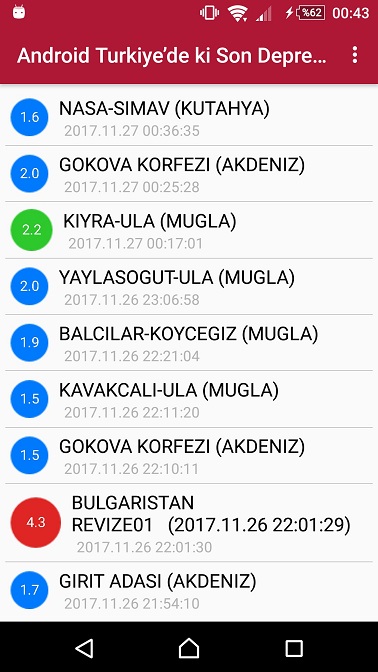 %62 00:43
Android Turkiye’de ki Son Depre...
1.6 NASA-SIMAV (KUTAHYA)
2017.11.27 00:36:35
2.0 GOKOVA KORFEZI (AKDENIZ)
2017.11.27 00:25:28
2.2 KIYRA-ULA (MUGLA)
2017.11.27 00:17:01
2.0 YAYLASOGUT-ULA (MUGLA)
2017.11.26 23:06:58
1.9 BALCILAR-KOYCEGIZ (MUGLA)
2017.11.26 22:21:04
1.5 KAVAKCALI-ULA (MUGLA)
2017.11.26 22:11:20
1.5 GOKOVA KORFEZI (AKDENIZ)
2017.11.26 22:10:11
BULGARISTAN
4.3 REVIZE01 (2017.11.26 22:01:29)
2017.11.26 22:01:30
1.7 GIRIT ADASI (AKDENIZ)
2017.11.26 21:54:10